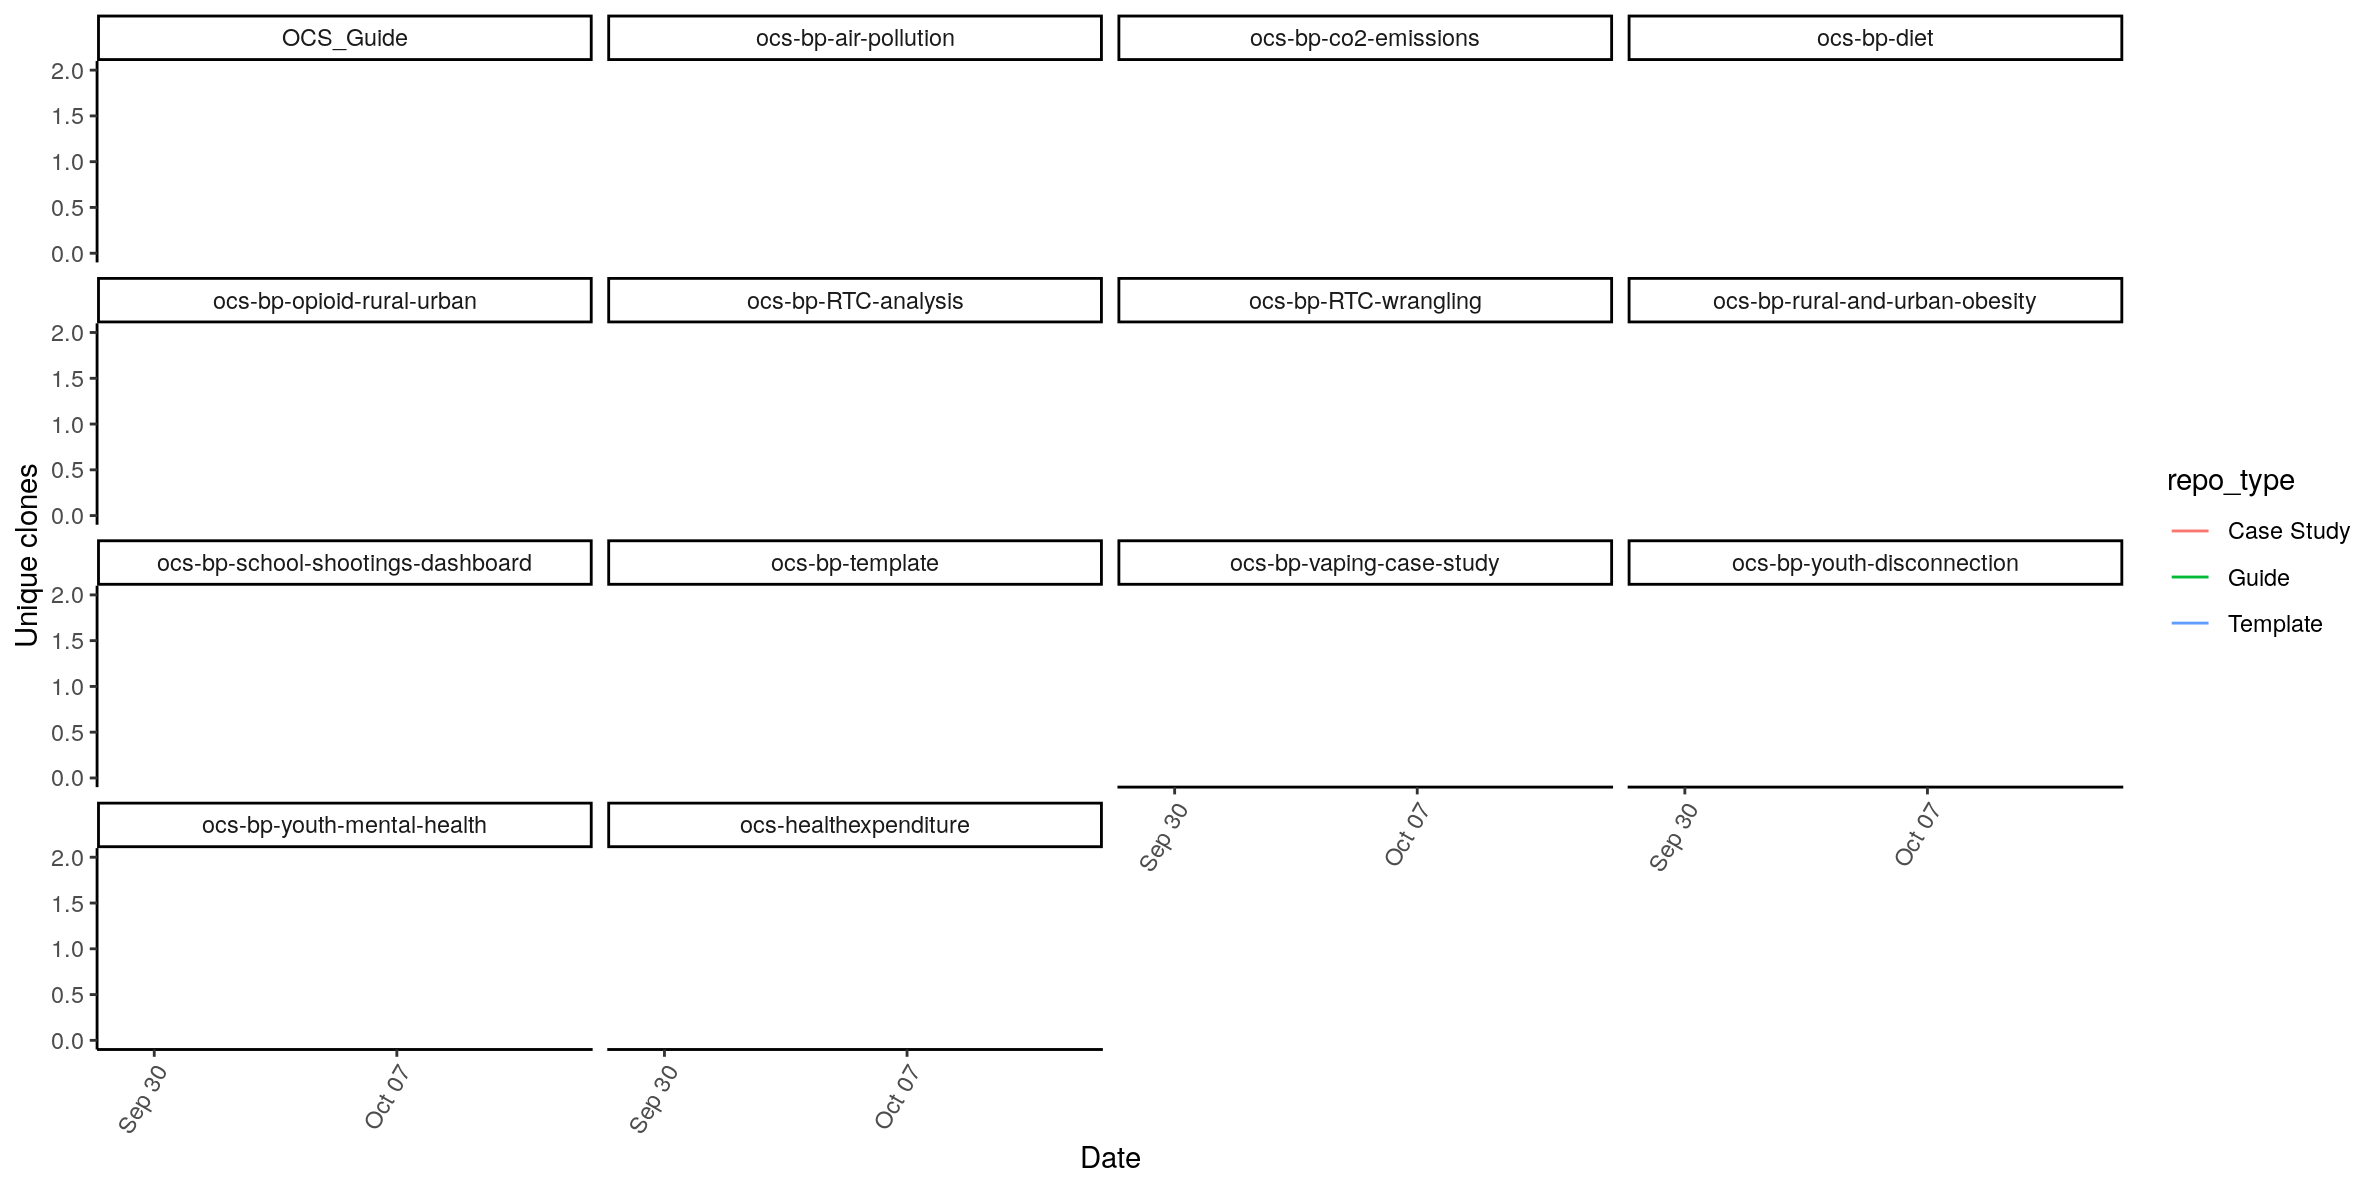 OCS_Guide ocs-bp-air-pollution ocs-bp-co2-emissions ocs-bp-diet
2.0
1.5
1.0
0.5
0.0
ocs-bp-opioid-rural-urban ocs-bp-RTC-analysis ocs-bp-RTC-wrangling ocs-bp-rural-and-urban-obesity
2.0
1.5
1.0
0.5
0.0
ocs-bp-school-shootings-dashboard ocs-bp-template ocs-bp-vaping-case-study ocs-bp-youth-disconnection
2.0
1.5
1.0
0.5
0.0
Sep 30 Oct 07 Sep 30 Oct 07
ocs-bp-youth-mental-health ocs-healthexpenditure
2.0
1.5
1.0
0.5
0.0
Sep 30 Oct 07 Sep 30 Oct 07
Unique clones
Date
repo_type
Case Study
Guide
Template